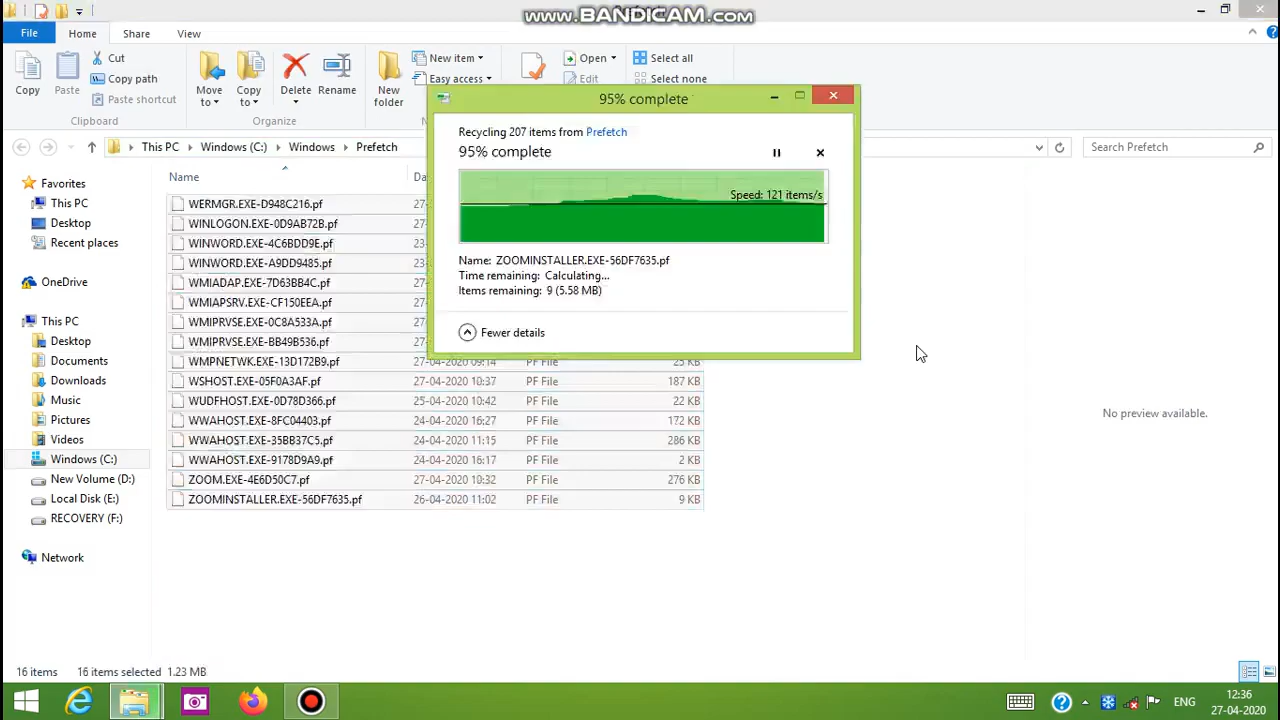 www.BANDICAM.com
File
Home
Share
View
Copy
Paste
Cut
Copy path
Paste shortcut
Clipboard
Move to
Copy to
Delete
Rename
Organize
New folder
New item
Easy access
Open
Edit
Select all
Select none
This PC
Windows (C:)
Windows
Prefetch
Search Prefetch
95% complete
Recycling 207 items from Prefetch
95% complete
Speed: 121 items/s
Name: ZOOMINSTALLER.EXE-56DF7635.pf
Time remaining: Calculating...
Items remaining: 9 (5.58 MB)
Fewer details
Favorites
This PC
Desktop
Recent places
OneDrive
This PC
Desktop
Documents
Downloads
Music
Pictures
Videos
Windows (C:)
New Volume (D:)
Local Disk (E:)
RECOVERY (F:)
Network
Name
WERMGR.EXE-D948C216.pf
WINLOGON.EXE-0D9AB72B.pf
WINWORD.EXE-4C6BDD9E.pf
WINWORD.EXE-A9DD9485.pf
WMIADAP.EXE-7D63BB4C.pf
WMIAPSRV.EXE-CF150EEA.pf
WMIPRVSE.EXE-0C8A533A.pf
WMIPRVSE.EXE-BB49B536.pf
WMPNETWK.EXE-13D172B9.pf 27-04-2020 09:14 PF File 25 KB
WSHOST.EXE-05F0A3AF.pf 27-04-2020 10:37 PF File 187 KB
WUDFHOST.EXE-0D78D366.pf 25-04-2020 10:42 PF File 22 KB
WWAHOST.EXE-8FC04403.pf 24-04-2020 16:27 PF File 172 KB
WWAHOST.EXE-35BB37C5.pf 24-04-2020 11:15 PF File 286 KB
WWAHOST.EXE-9178D9A9.pf 24-04-2020 16:17 PF File 2 KB
ZOOM.EXE-4E6D50C7.pf 27-04-2020 10:32 PF File 276 KB
ZOOMINSTALLER.EXE-56DF7635.pf 26-04-2020 11:02 PF File 9 KB
No preview available.
16 items 16 items selected 1.23 MB
ENG
12:36
27-04-2020